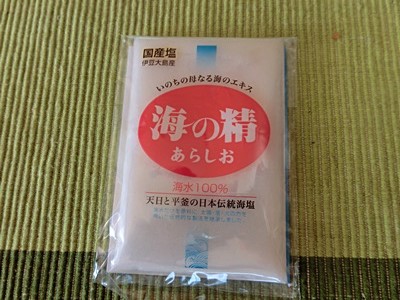 国産塩
伊豆大島産
いのちの母なる海のエキス
海の精
あらしお
海水100%
天日と平釜の日本伝統海塩